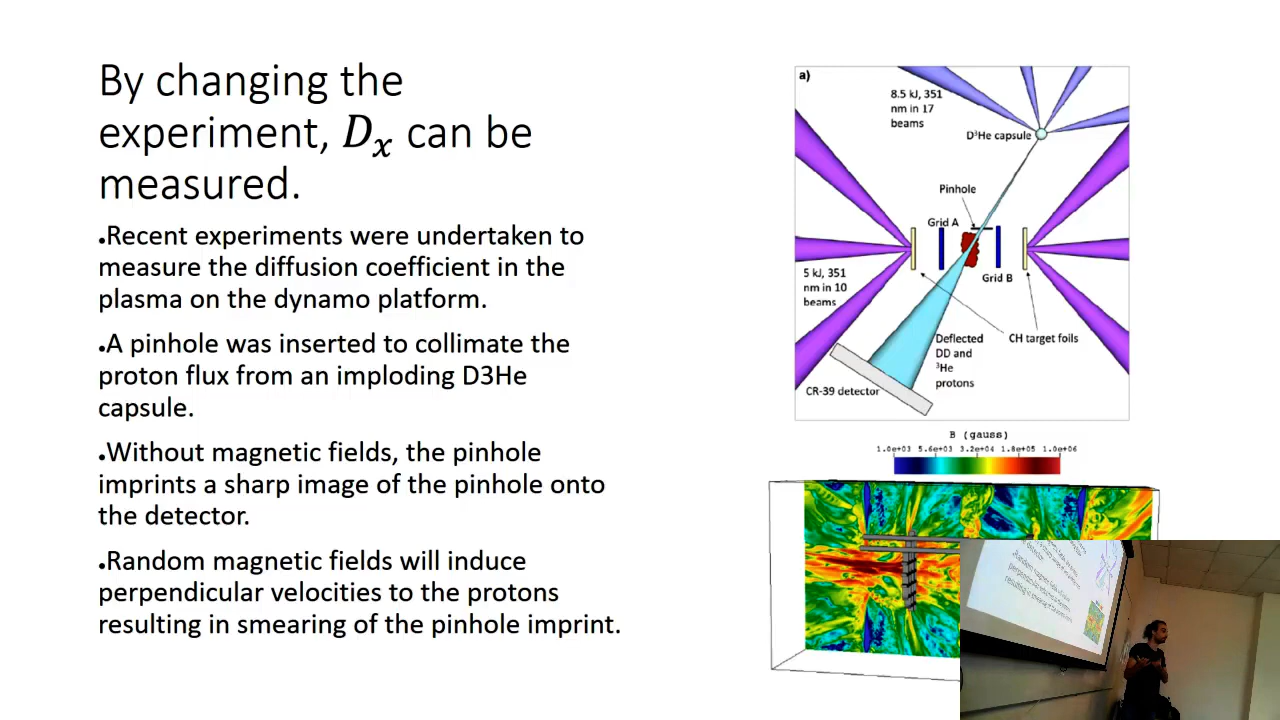 By changing the
experiment, Dₓ can be
measured.
•Recent experiments were undertaken to
measure the diffusion coefficient in the
plasma on the dynamo platform.
•A pinhole was inserted to collimate the
proton flux from an imploding D3He
capsule.
•Without magnetic fields, the pinhole
imprints a sharp image of the pinhole onto
the detector.
•Random magnetic fields will induce
perpendicular velocities to the protons
resulting in smearing of the pinhole imprint.
a)
8.5 kJ, 351
nm in 17
beams
D³He capsule
Pinhole
Grid A
Grid B
5 kJ, 351
nm in 10
beams
CH target foils
Deflected
DD and
³He
protons
CR-39 detector
B (gauss)
1.0e+03 5.6e+03 3.2e+04 1.8e+05 1.0e+06